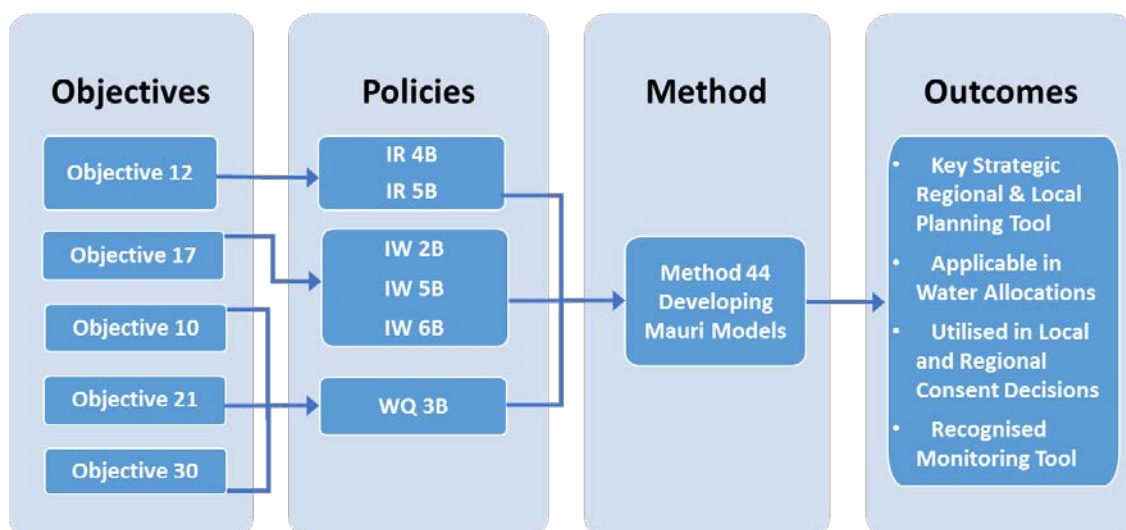 Objectives
Objective 12
Objective 17
Objective 10
Objective 21
Objective 30
Policies
IR 4B
IR 5B
IW 2B
IW 5B
IW 6B
WQ 3B
Method
Method 44
Developing
Mauri Models
Outcomes
• Key Strategic
Regional & Local
Planning Tool
• Applicable in
Water Allocations
• Utilised in Local
and Regional
Consent Decisions
• Recognised
Monitoring Tool